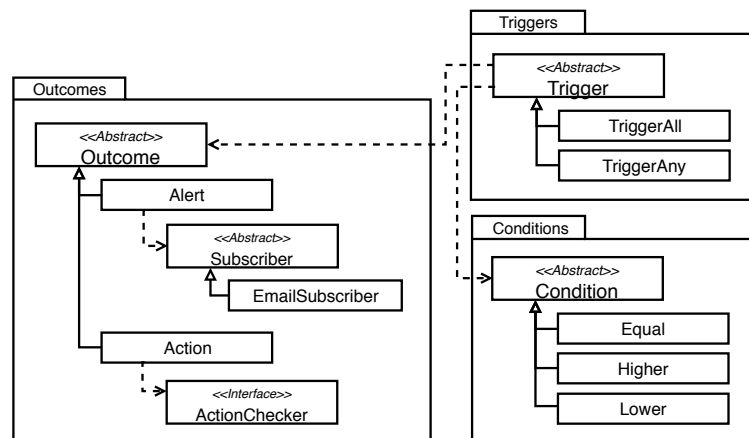 Outcomes
<<Abstract>>
Outcome
Alert
<<Abstract>>
Subscriber
EmailSubscriber
Action
<<Interface>>
ActionChecker
Triggers
<<Abstract>>
Trigger
TriggerAll
TriggerAny
Conditions
<<Abstract>>
Condition
Equal
Higher
Lower